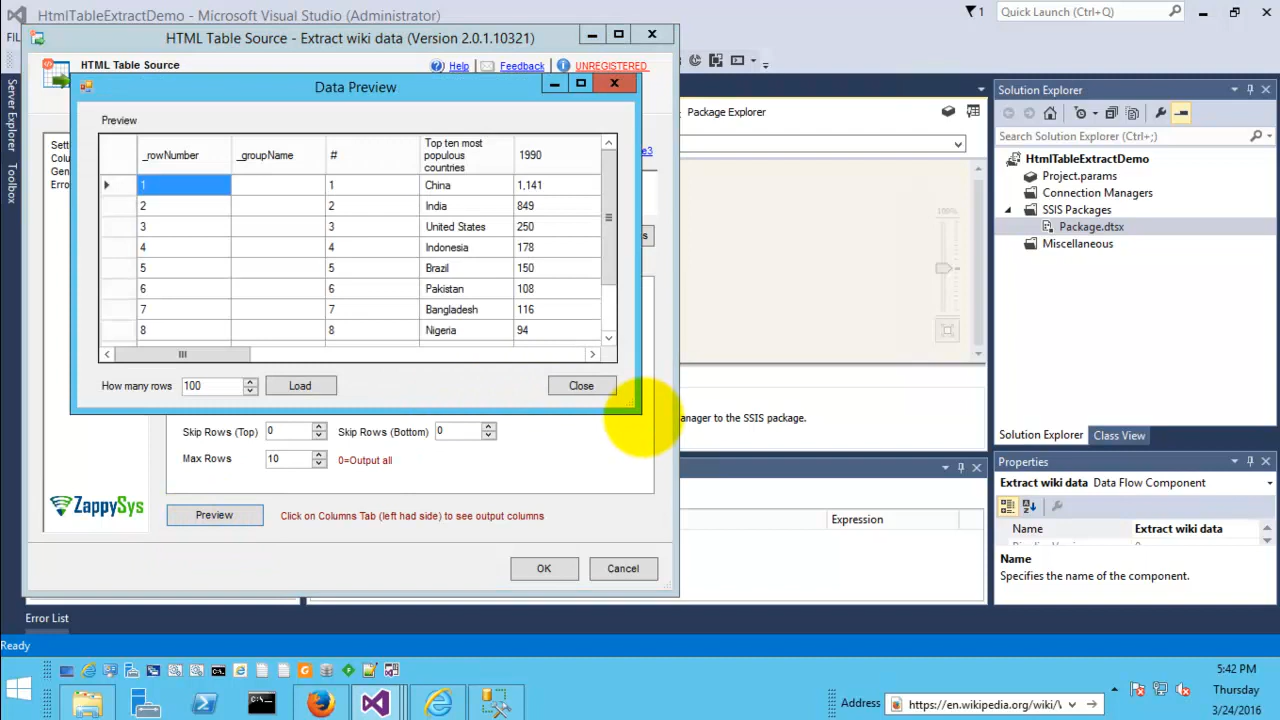 HtmlTableExtractDemo - Microsoft Visual Studio (Administrator)
1
Quick Launch (Ctrl+Q)
HTML Table Source - Extract wiki data (Version 2.0.1.10321)
HTML Table Source
Help
Feedback
UNREGISTERED
Data Preview
Preview
_rowNumber _groupName # Top ten most populous countries 1990
1 1 China 1,141
2 2 India 849
3 3 United States 250
4 4 Indonesia 178
5 5 Brazil 150
6 6 Pakistan 108
7 7 Bangladesh 116
8 8 Nigeria 94
How many rows 100 Load Close
Skip Rows (Top) 0 Skip Rows (Bottom) 0
Max Rows 10 0=Output all
ZappySys
Preview Click on Columns Tab (left had side) to see output columns
OK Cancel
Server Explorer
Toolbox
Package Explorer
100%
anager to the SSIS package.
Expression
Solution Explorer
Search Solution Explorer (Ctrl+;)
HtmlTableExtractDemo
Project.params
Connection Managers
SSIS Packages
Package.dtsx
Miscellaneous
Solution Explorer Class View
Properties
Extract wiki data Data Flow Component
Name Extract wiki data
Name
Specifies the name of the component.
Error List
Ready
Address https://en.wikipedia.org/wiki/
5:42 PM
Thursday
3/24/2016